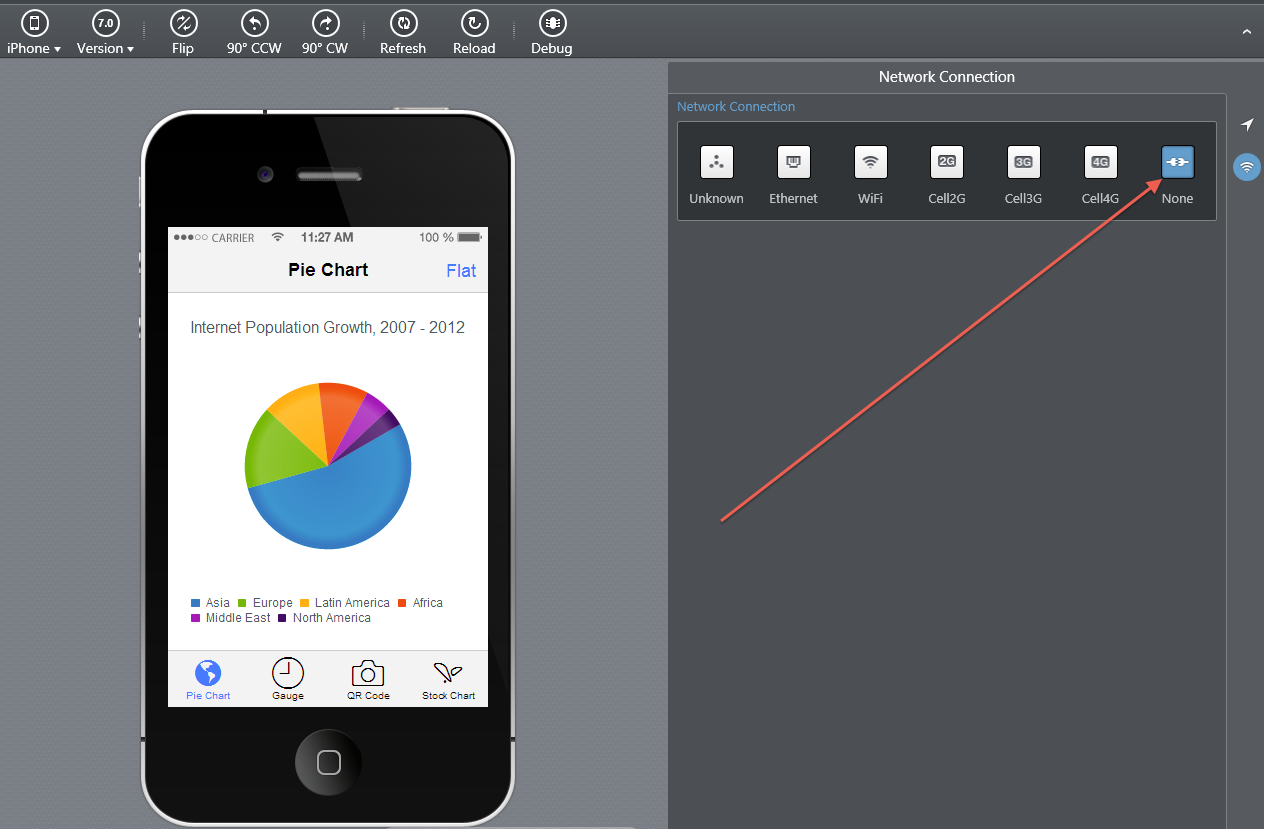 iPhone Version Flip 90° CCW 90° CW Refresh Reload Debug
7.0
Network Connection
Network Connection
2G 3G 4G
Unknown Ethernet WiFi Cell2G Cell3G Cell4G None
CARRIER 11:27 AM 100 %
Pie Chart Flat
Internet Population Growth, 2007 - 2012
Asia Europe Latin America Africa
Middle East North America
Pie Chart Gauge QR Code Stock Chart